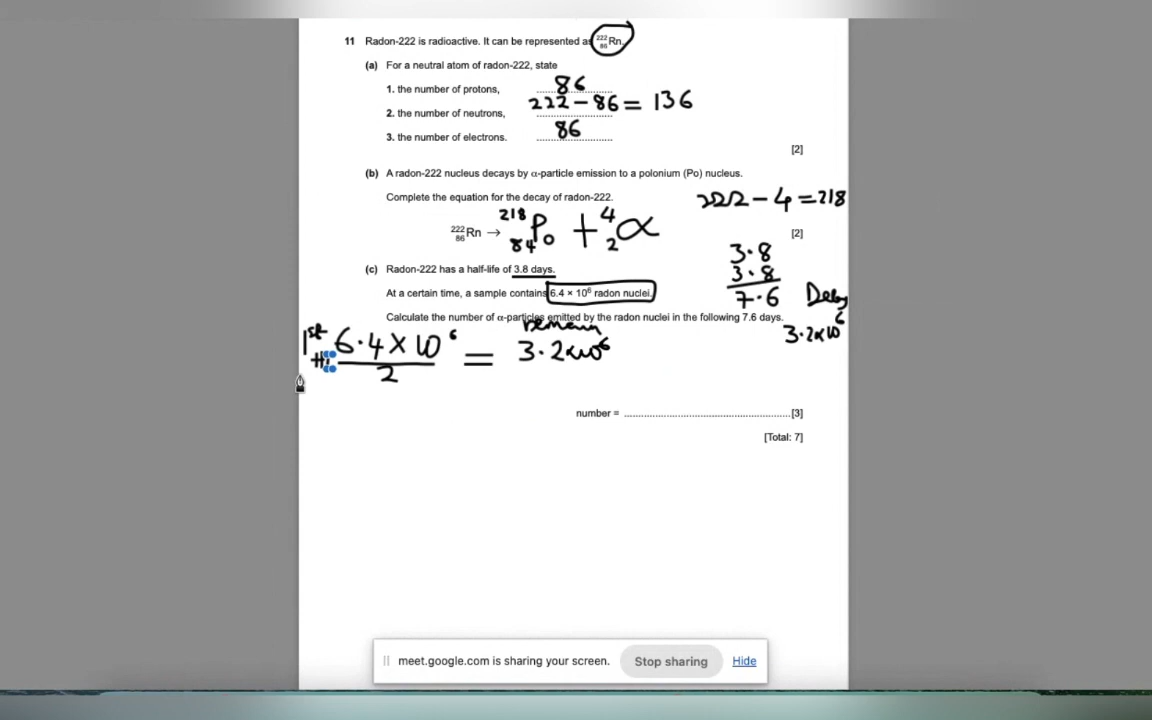 11 Radon-222 is radioactive. It can be represented as ²²²₈₆Rn.
(a) For a neutral atom of radon-222, state
1. the number of protons, 86
2. the number of neutrons, 222 - 86 = 136
3. the number of electrons. 86
[2]
(b) A radon-222 nucleus decays by α-particle emission to a polonium (Po) nucleus.
Complete the equation for the decay of radon-222.
222 - 4 = 218
²²²₈₆Rn → ²¹⁸₈₄Po + ⁴₂α
[2]
3.8
3.8
7.6
(c) Radon-222 has a half-life of 3.8 days.
At a certain time, a sample contains 6.4 × 10⁶ radon nuclei.
Calculate the number of α-particles emitted by the radon nuclei in the following 7.6 days.
Decay
3.2x10⁶
remain
1st 6.4 X 10⁶ = 3.2x10⁶
2
number = ........................................................[3]
[Total: 7]
meet.google.com is sharing your screen. Stop sharing Hide